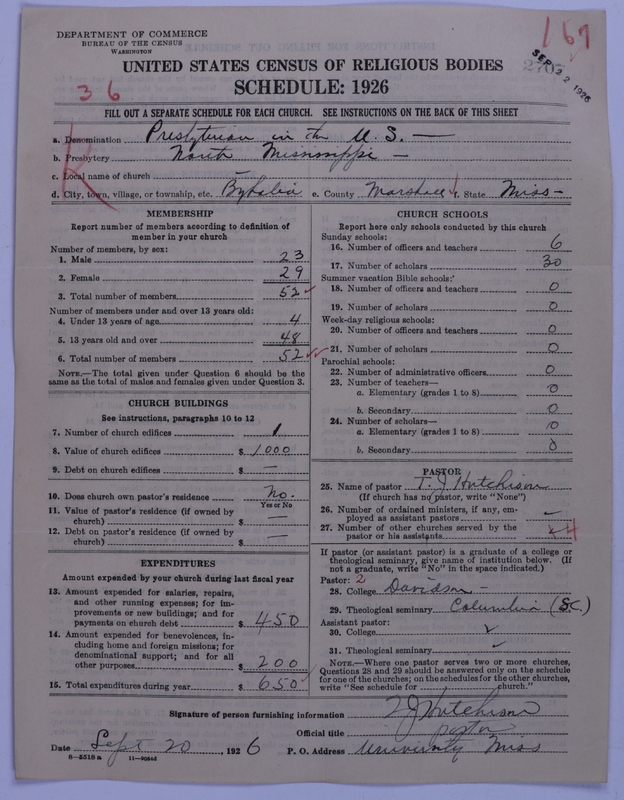 DEPARTMENT OF COMMERCE
BUREAU OF THE CENSUS
WASHINGTON
167
SEP 22 1926
UNITED STATES CENSUS OF RELIGIOUS BODIES
SCHEDULE: 1926
36
FILL OUT A SEPARATE SCHEDULE FOR EACH CHURCH. SEE INSTRUCTIONS ON THE BACK OF THIS SHEET
a. Denomination Presbyterian in the U.S. —
b. Presbytery North Mississippi —
c. Local name of church —
d. City, town, village, or township, etc. Byhalia e. County Marshall f. State Miss —
MEMBERSHIP
Report number of members according to definition of
member in your church
Number of members, by sex:
1. Male 23
2. Female 29
3. Total number of members 52
Number of members under and over 13 years old:
4. Under 13 years of age 4
5. 13 years old and over 48
6. Total number of members 52
NOTE.—The total given under Question 6 should be the
same as the total of males and females given under Question 3.
CHURCH BUILDINGS
See instructions, paragraphs 10 to 12
7. Number of church edifices 1
8. Value of church edifices $ 1000
9. Debt on church edifices $ —
10. Does church own pastor's residence No.
Yes or No
11. Value of pastor's residence (if owned by
church) $ —
12. Debt on pastor's residence (if owned by
church) $ —
EXPENDITURES
Amount expended by your church during last fiscal year
13. Amount expended for salaries, repairs,
and other running expenses; for im-
provements or new buildings; and for
payments on church debt $ 450
14. Amount expended for benevolences, in-
cluding home and foreign missions; for
denominational support; and for all
other purposes $ 200
15. Total expenditures during year $ 650
CHURCH SCHOOLS
Report here only schools conducted by this church
Sunday schools:
16. Number of officers and teachers 6
17. Number of scholars 30
Summer vacation Bible schools:
18. Number of officers and teachers 0
19. Number of scholars 0
Week-day religious schools:
20. Number of officers and teachers 0
21. Number of scholars 0
Parochial schools:
22. Number of administrative officers 0
23. Number of teachers—
a. Elementary (grades 1 to 8) 0
b. Secondary 0
24. Number of scholars—
a. Elementary (grades 1 to 8) 0
b. Secondary 0
PASTOR
25. Name of pastor T. J. Hutchison
(If church has no pastor, write "None")
26. Number of ordained ministers, if any, em-
ployed as assistant pastors
27. Number of other churches served by the
pastor or his assistants 4
If pastor (or assistant pastor) is a graduate of a college or
theological seminary, give name of institution below. (If
not a graduate, write "No" in the space indicated.)
Pastor: 2
28. College Davidson —
29. Theological seminary Columbia (S.C.)
Assistant pastor:
30. College
31. Theological seminary
NOTE.—Where one pastor serves two or more churches,
Questions 28 and 29 should be answered only on the schedule
for one of the churches; on the schedules for the other churches,
write "See schedule for church."
Signature of person furnishing information T J Hutchison
Official title pastor
Date Sept 20, 1926 P. O. Address University Miss
8—5518a 11—9064d